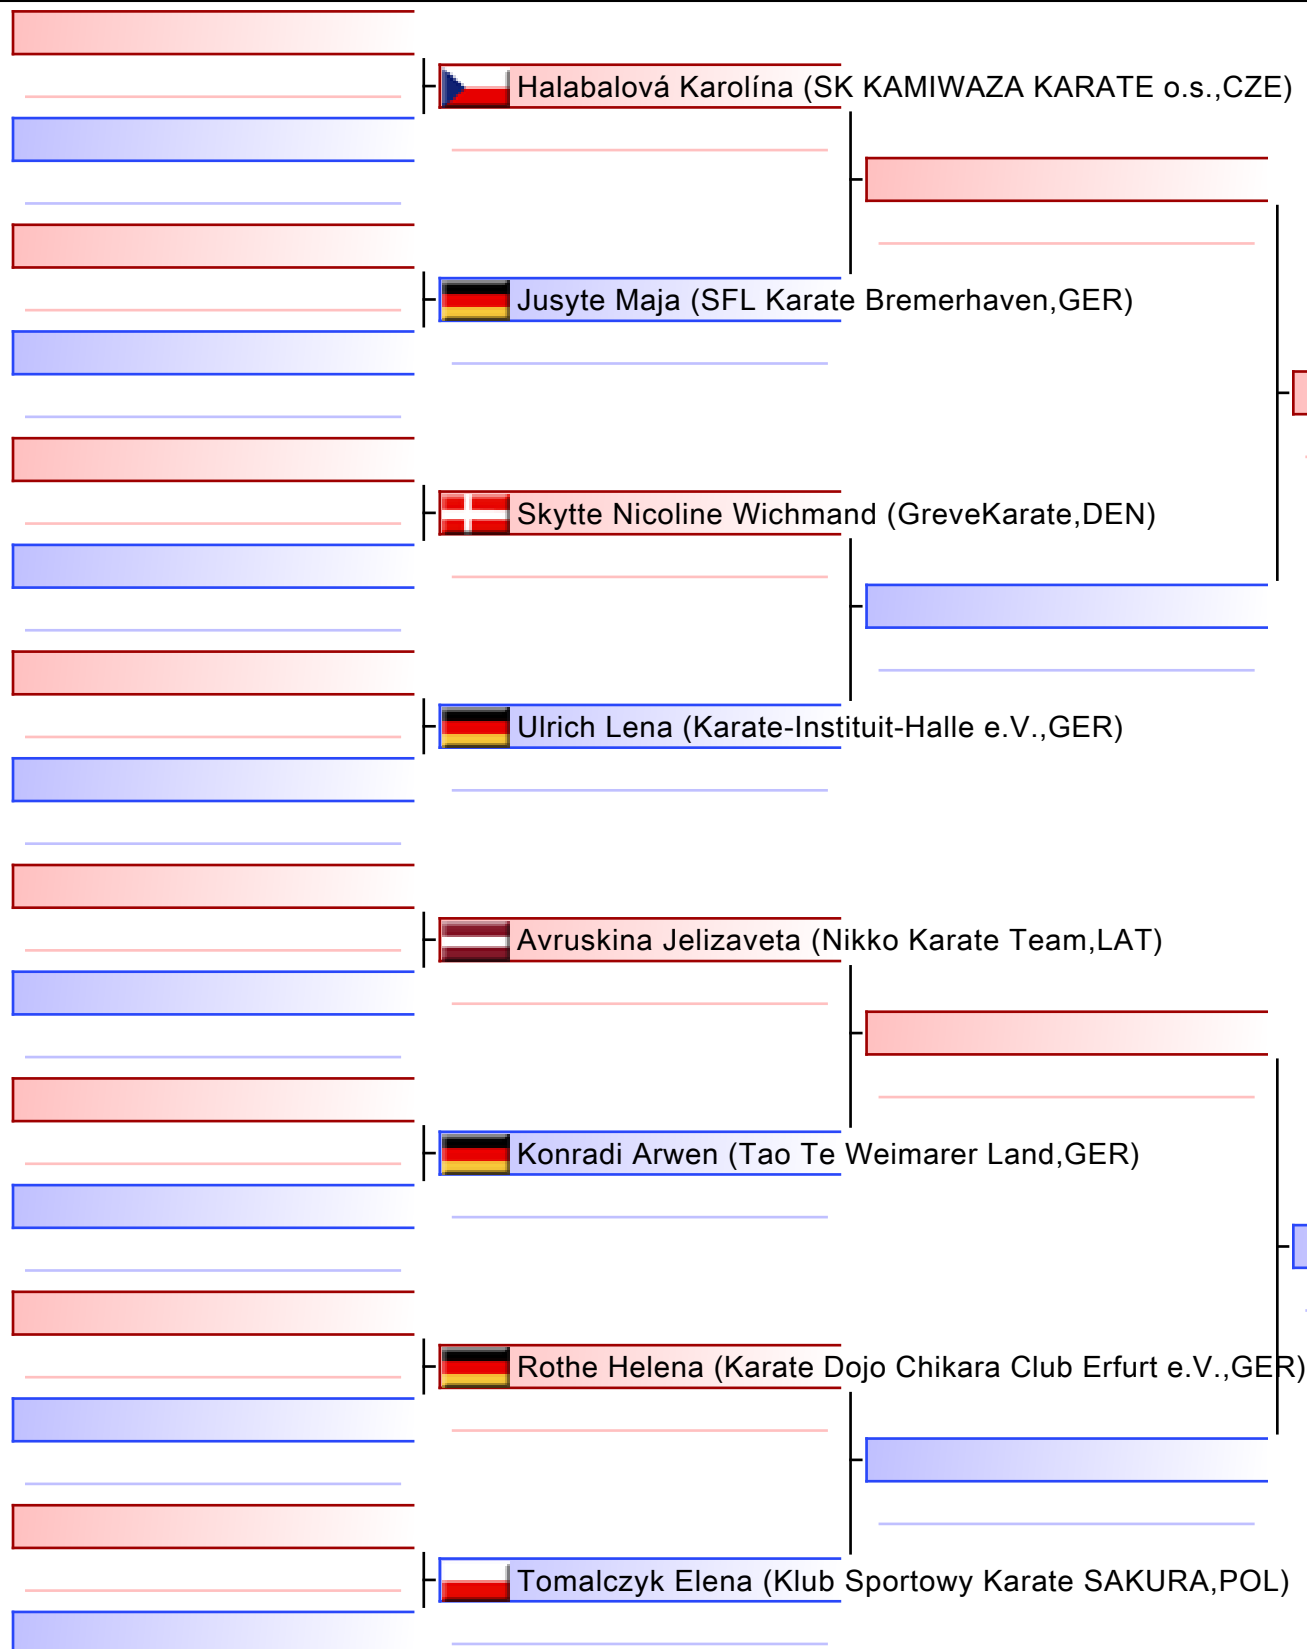 Halabalová Karolína (SK KAMIWAZA KARATE o.s.,CZE)
Jusyte Maja (SFL Karate Bremerhaven,GER)
Skytte Nicoline Wichmand (GreveKarate,DEN)
Ulrich Lena (Karate-Instituit-Halle e.V.,GER)
Avruskina Jelizaveta (Nikko Karate Team,LAT)
Konradi Arwen (Tao Te Weimarer Land,GER)
Rothe Helena (Karate Dojo Chikara Club Erfurt e.V.,GER)
Tomalczyk Elena (Klub Sportowy Karate SAKURA,POL)